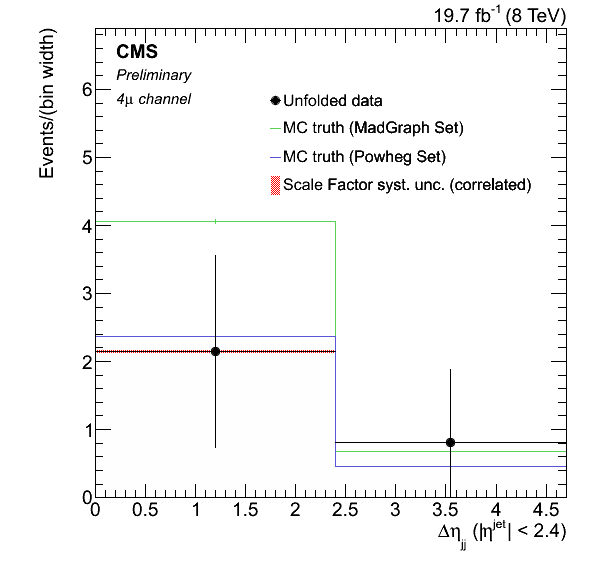 19.7 fb⁻¹ (8 TeV)
Events/(bin width)
CMS
Preliminary
4μ channel
Unfolded data
MC truth (MadGraph Set)
MC truth (Powheg Set)
Scale Factor syst. unc. (correlated)
6
5
4
3
2
1
0
0 0.5 1 1.5 2 2.5 3 3.5 4 4.5
Δη_jj (|η^jet| < 2.4)